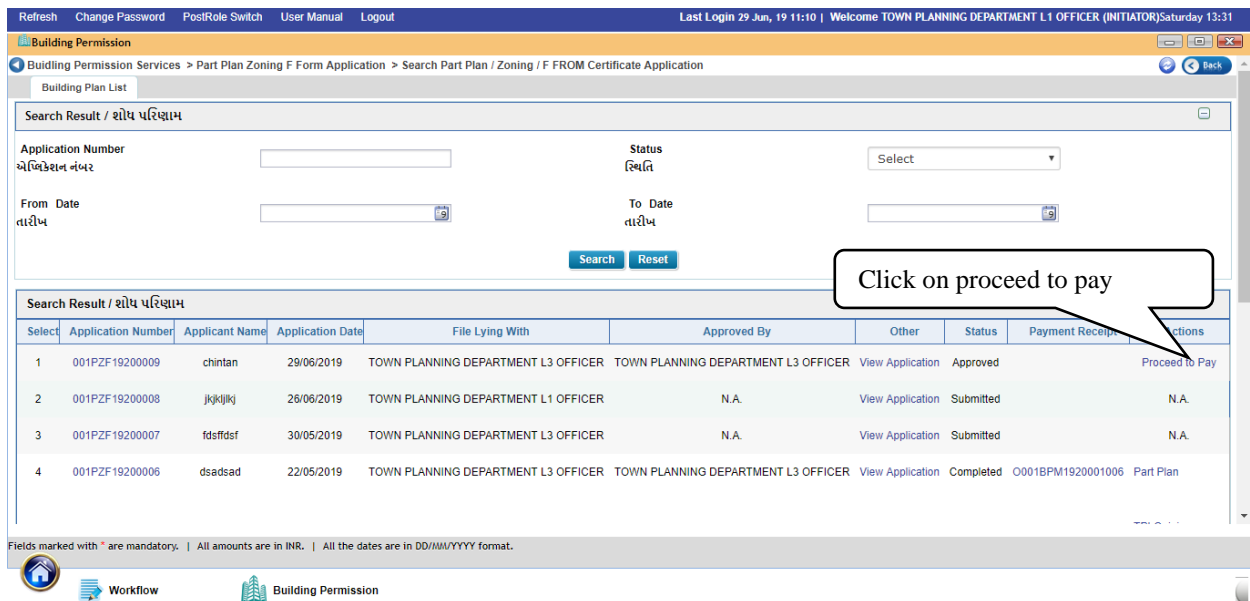 Refresh Change Password PostRole Switch User Manual Logout Last Login 29 Jun, 19 11:10 | Welcome TOWN PLANNING DEPARTMENT L1 OFFICER (INITIATOR)Saturday 13:31
Building Permission
Buidling Permission Services > Part Plan Zoning F Form Application > Search Part Plan / Zoning / F FROM Certificate Application Back
Building Plan List
Search Result / શોધ પરિણામ
Application Number Status
એપ્લિકેશન નંબર સ્થિતિ
Select
From Date To Date
તારીખ તારીખ
Search Reset
Click on proceed to pay
Search Result / શોધ પરિણામ
Select Application Number Applicant Name Application Date File Lying With Approved By Other Status Payment Receipt Actions
1 001PZF19200009 chintan 29/06/2019 TOWN PLANNING DEPARTMENT L3 OFFICER TOWN PLANNING DEPARTMENT L3 OFFICER View Application Approved Proceed to Pay
2 001PZF19200008 jkjkljlkj 26/06/2019 TOWN PLANNING DEPARTMENT L1 OFFICER N.A. View Application Submitted N.A.
3 001PZF19200007 fdsffdsf 30/05/2019 TOWN PLANNING DEPARTMENT L3 OFFICER N.A. View Application Submitted N.A.
4 001PZF19200006 dsadsad 22/05/2019 TOWN PLANNING DEPARTMENT L3 OFFICER TOWN PLANNING DEPARTMENT L3 OFFICER View Application Completed O001BPM1920001006 Part Plan
Fields marked with * are mandatory. | All amounts are in INR. | All the dates are in DD/MM/YYYY format.
Workflow Building Permission